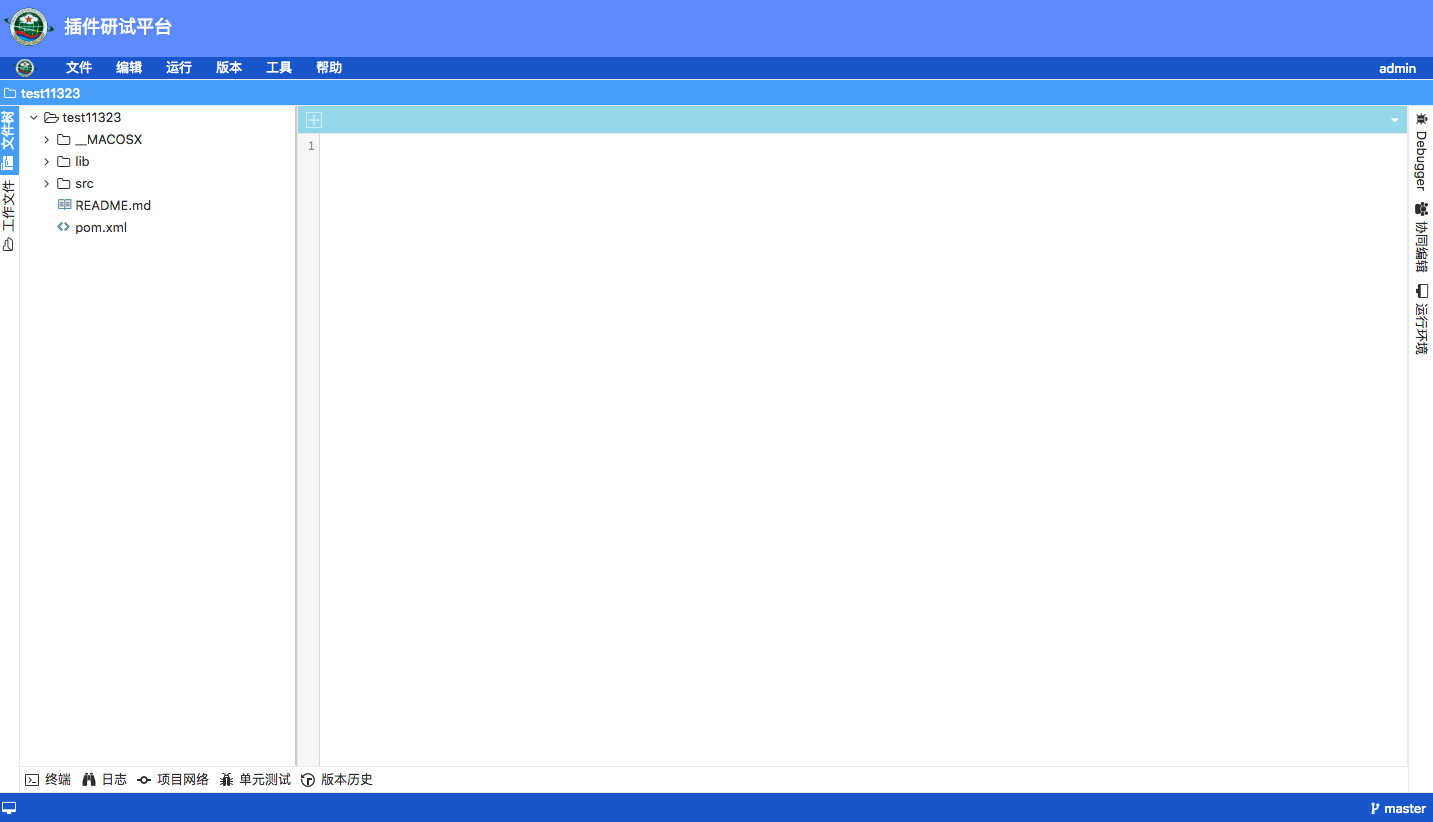 插件研试平台
文件 编辑 运行 版本 工具 帮助 admin
test11323
文件树
工作文件
test11323
__MACOSX
lib
src
README.md
pom.xml
1
Debugger
协同编辑
运行环境
终端 日志 项目网络 单元测试 版本历史
master